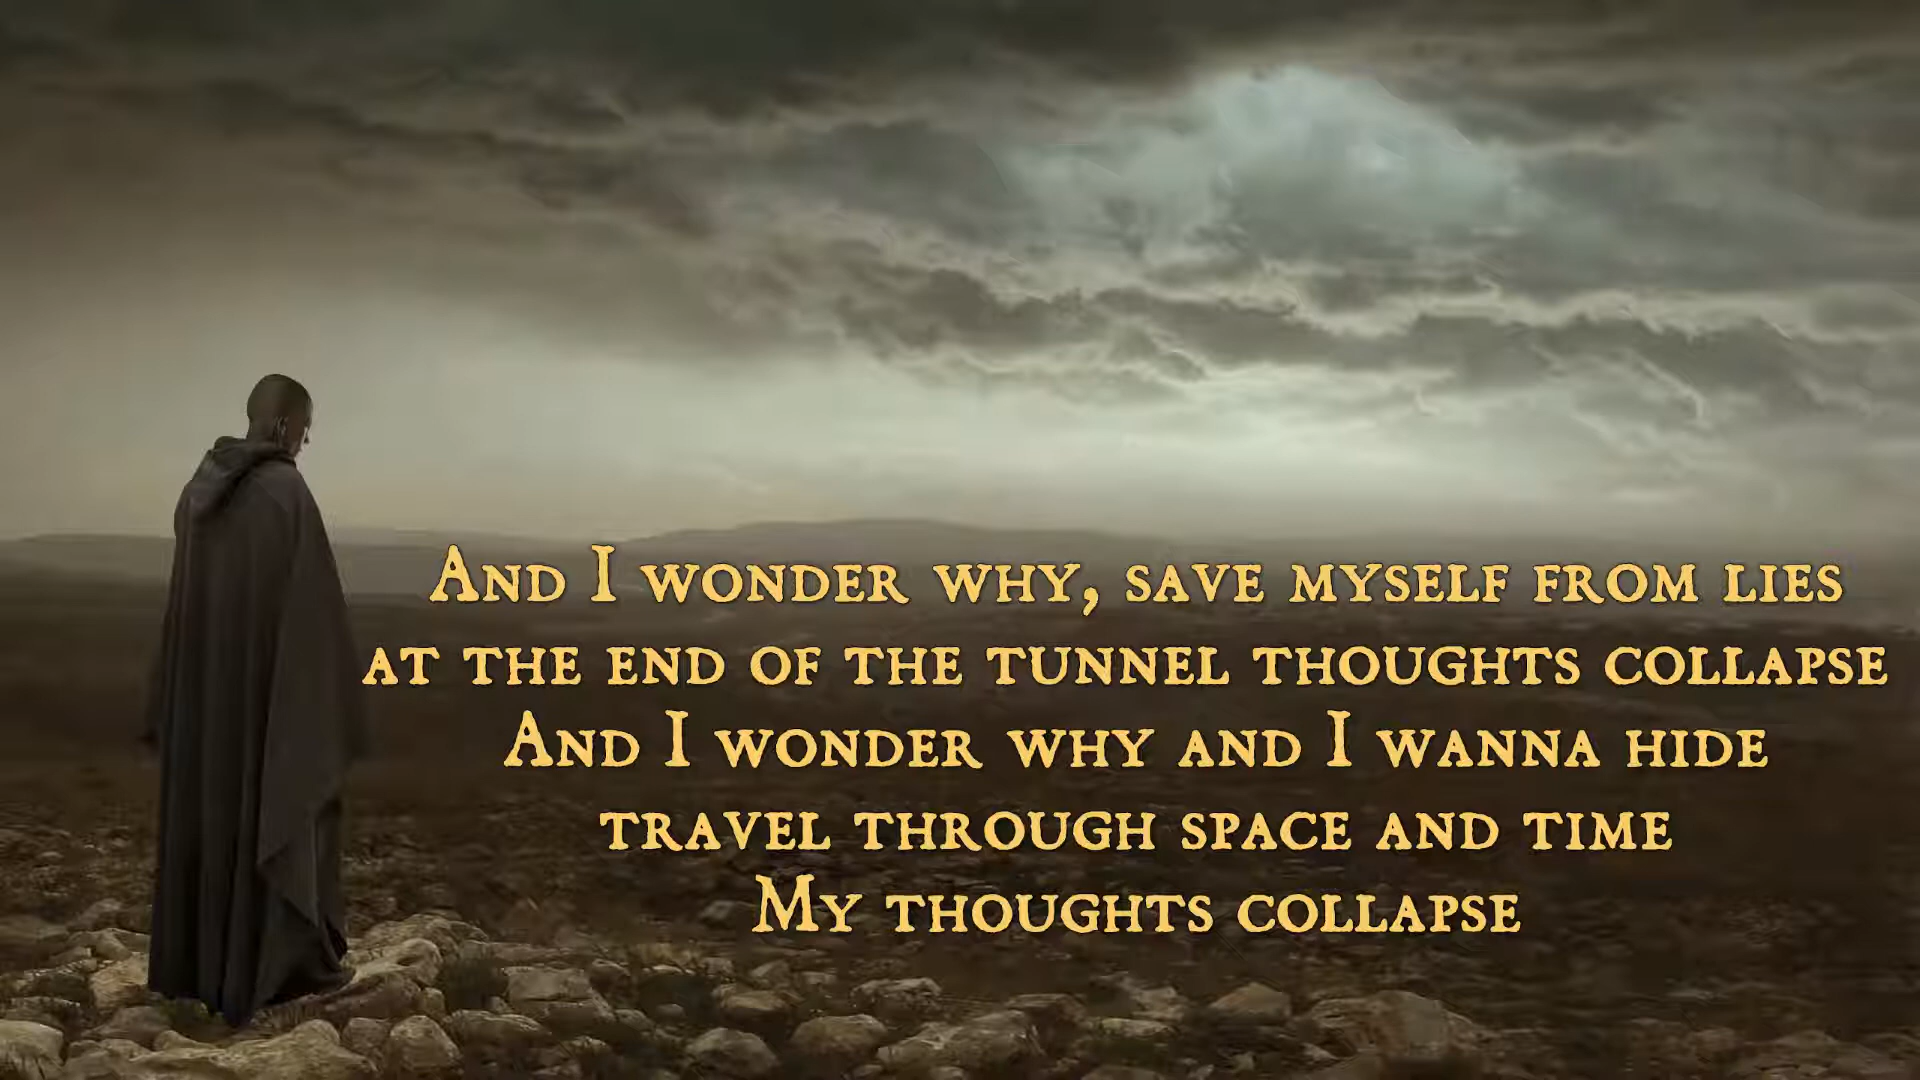 And I wonder why, save myself from lies
at the end of the tunnel thoughts collapse
And I wonder why and I wanna hide
travel through space and time
My thoughts collapse